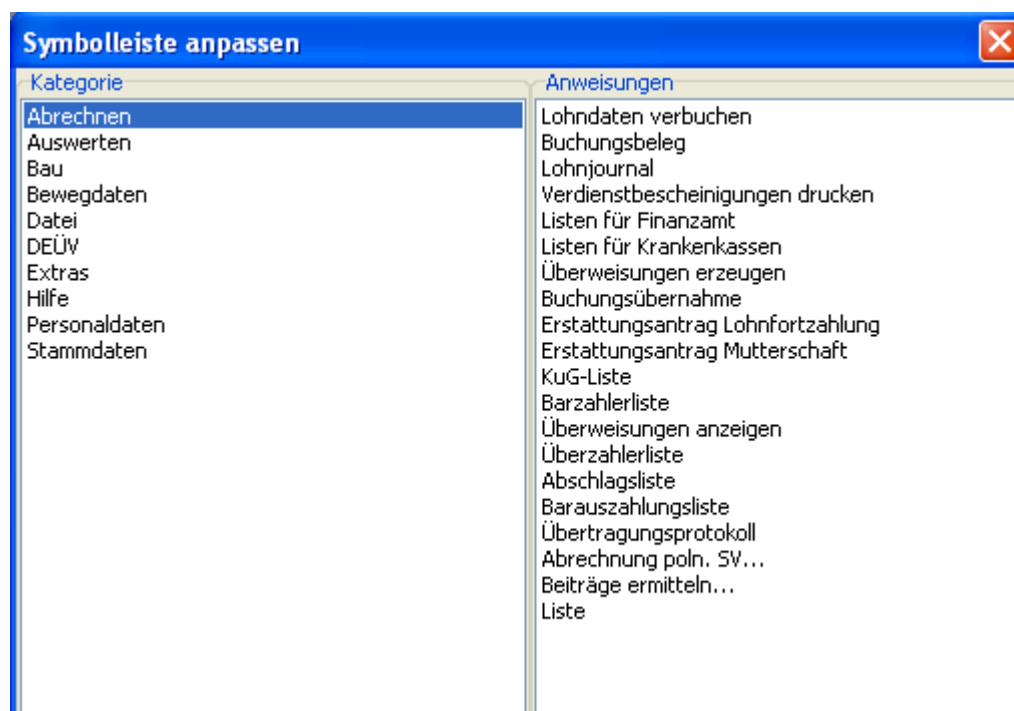 Symbolleiste anpassen
Kategorie
Abrechnen
Auswerten
Bau
Bewegdaten
Datei
DEÜV
Extras
Hilfe
Personaldaten
Stammdaten
Anweisungen
Lohndaten verbuchen
Buchungsbeleg
Lohnjournal
Verdienstbescheinigungen drucken
Listen für Finanzamt
Listen für Krankenkassen
Überweisungen erzeugen
Buchungsübernahme
Erstattungsantrag Lohnfortzahlung
Erstattungsantrag Mutterschaft
KuG-Liste
Barzahlerliste
Überweisungen anzeigen
Überzahlerliste
Abschlagsliste
Barauszahlungsliste
Übertragungsprotokoll
Abrechnung poln. SV...
Beiträge ermitteln...
Liste